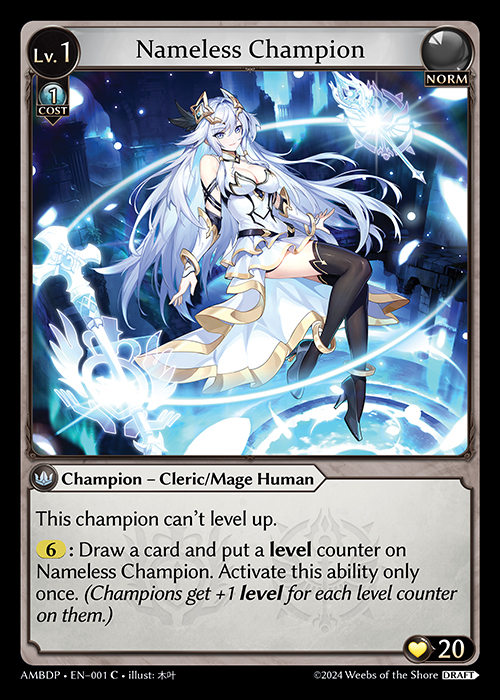 Lv.1
Nameless Champion
NORM
1
COST
Champion – Cleric/Mage Human
This champion can't level up.
6 : Draw a card and put a level counter on
Nameless Champion. Activate this ability only
once. (Champions get +1 level for each level counter
on them.)
20
AMBDP • EN–001 C • illust: 木叶
©2024 Weebs of the Shore DRAFT